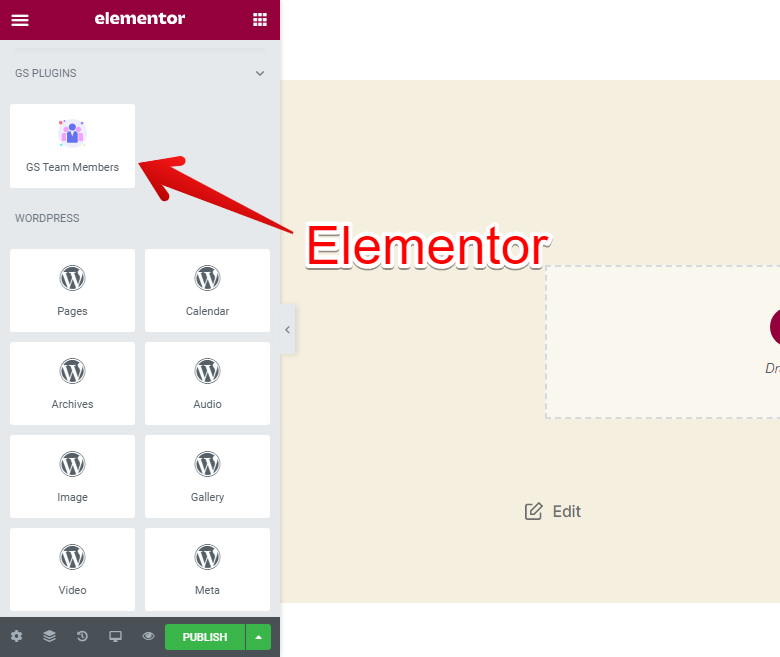 elementor
GS PLUGINS
GS Team Members
WORDPRESS
Elementor
Pages
Calendar
Archives
Audio
Dr
Image
Gallery
Edit
Video
Meta
PUBLISH